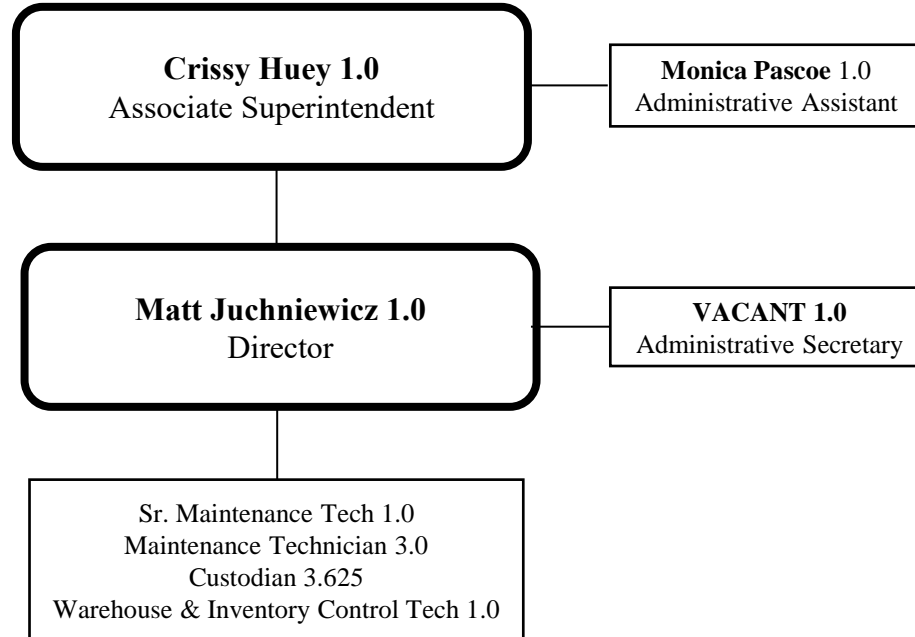 Crissy Huey 1.0
Associate Superintendent
Monica Pascoe 1.0
Administrative Assistant
Matt Juchniewicz 1.0
Director
VACANT 1.0
Administrative Secretary
Sr. Maintenance Tech 1.0
Maintenance Technician 3.0
Custodian 3.625
Warehouse & Inventory Control Tech 1.0